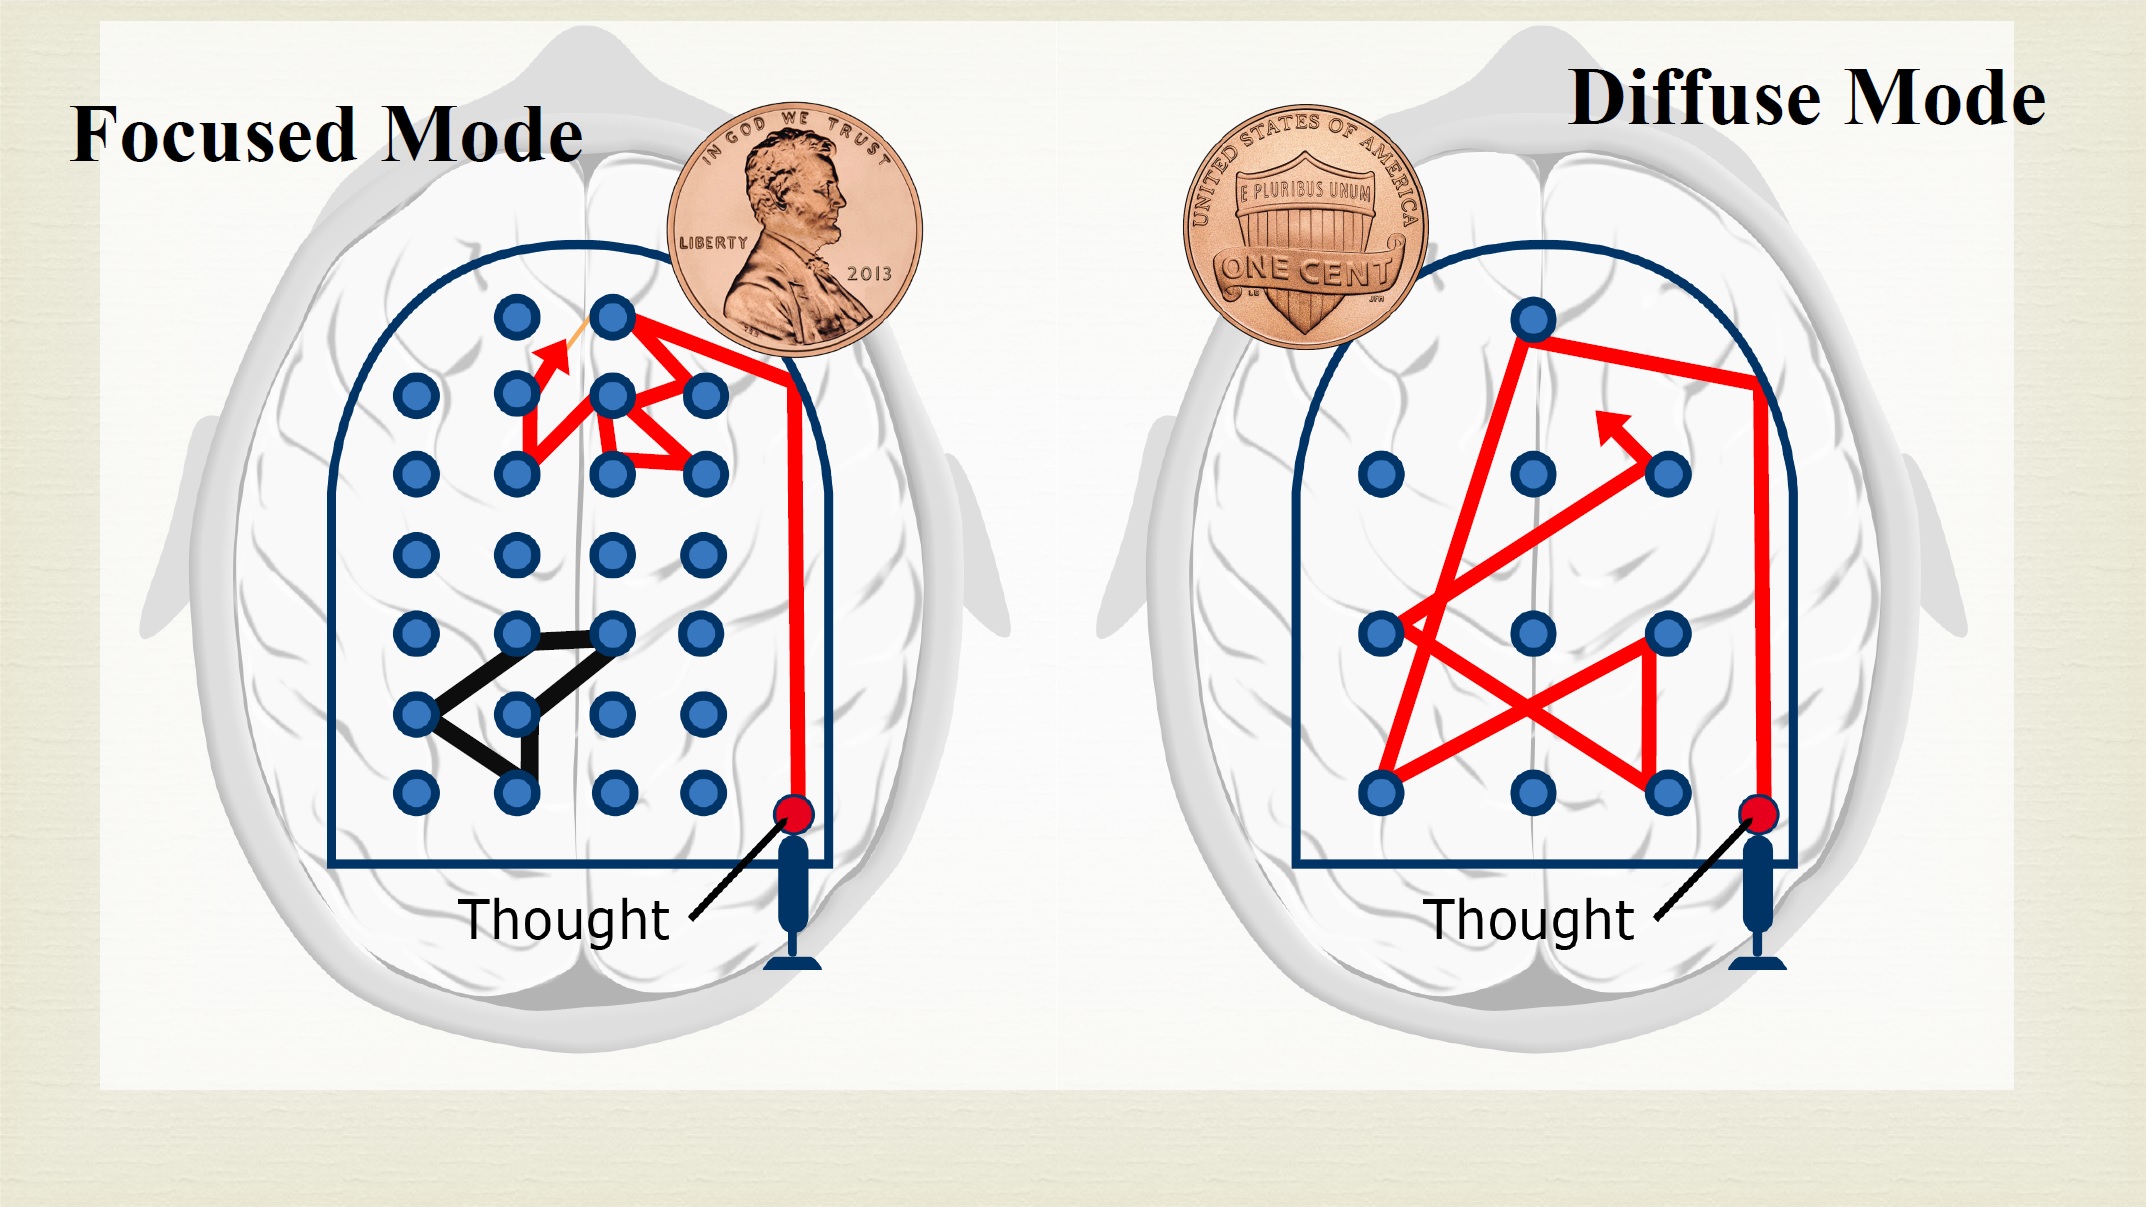 Focused Mode
IN GOD WE TRUST
LIBERTY
2013
Thought
Diffuse Mode
UNITED STATES OF AMERICA
E PLURIBUS UNUM
ONE CENT
JFM
Thought